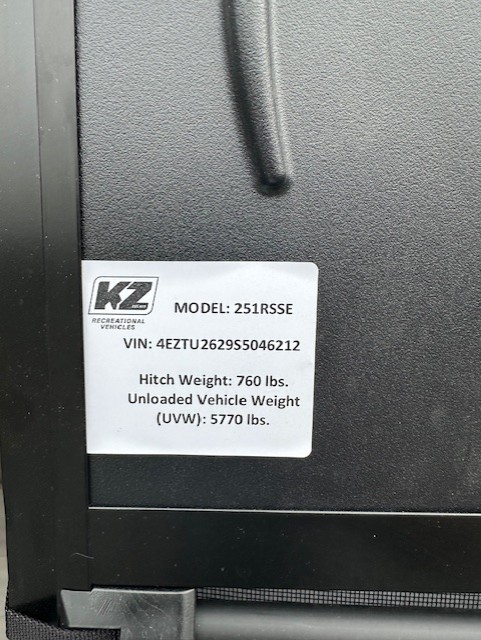 KZ
RECREATIONAL
VEHICLES
MODEL: 251RSSE
VIN: 4EZTU2629S5046212
Hitch Weight: 760 lbs.
Unloaded Vehicle Weight
(UVW): 5770 lbs.